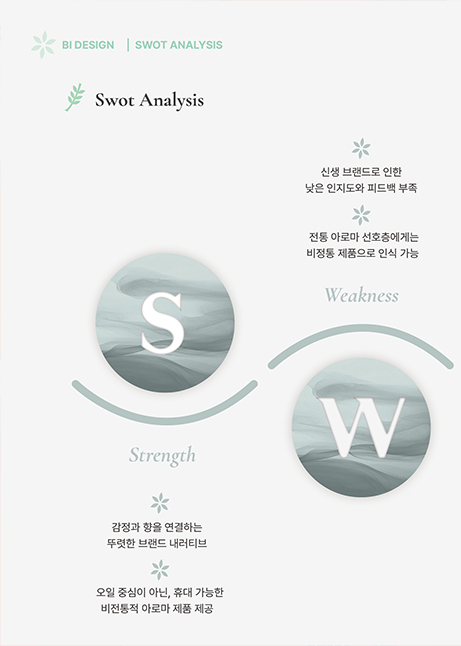 BI DESIGN | SWOT ANALYSIS
Swot Analysis
신생 브랜드로 인한
낮은 인지도와 피드백 부족
전통 아로마 선호층에게는
비정통 제품으로 인식 가능
Weakness
S
W
Strength
감정과 향을 연결하는
뚜렷한 브랜드 내러티브
오일 중심이 아닌, 휴대 가능한
비전통적 아로마 제품 제공